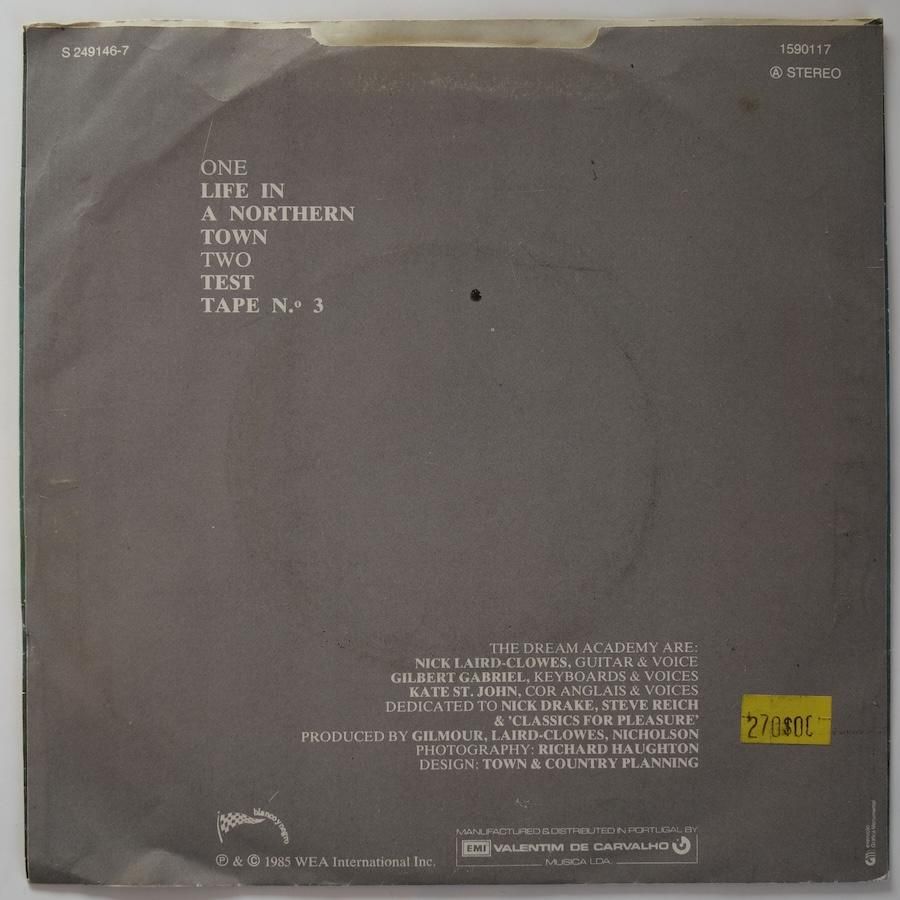 S 249146-7
1590117
Ⓐ STEREO
ONE
LIFE IN
A NORTHERN
TOWN
TWO
TEST
TAPE N.º 3
THE DREAM ACADEMY ARE:
NICK LAIRD-CLOWES, GUITAR & VOICE
GILBERT GABRIEL, KEYBOARDS & VOICES
KATE ST. JOHN, COR ANGLAIS & VOICES
DEDICATED TO NICK DRAKE, STEVE REICH
& 'CLASSICS FOR PLEASURE'
PRODUCED BY GILMOUR, LAIRD-CLOWES, NICHOLSON
PHOTOGRAPHY: RICHARD HAUGHTON
DESIGN: TOWN & COUNTRY PLANNING
270$00
blanco y negro
℗ & © 1985 WEA International Inc.
MANUFACTURED & DISTRIBUTED IN PORTUGAL BY
EMI VALENTIM DE CARVALHO
MUSICA LDA.